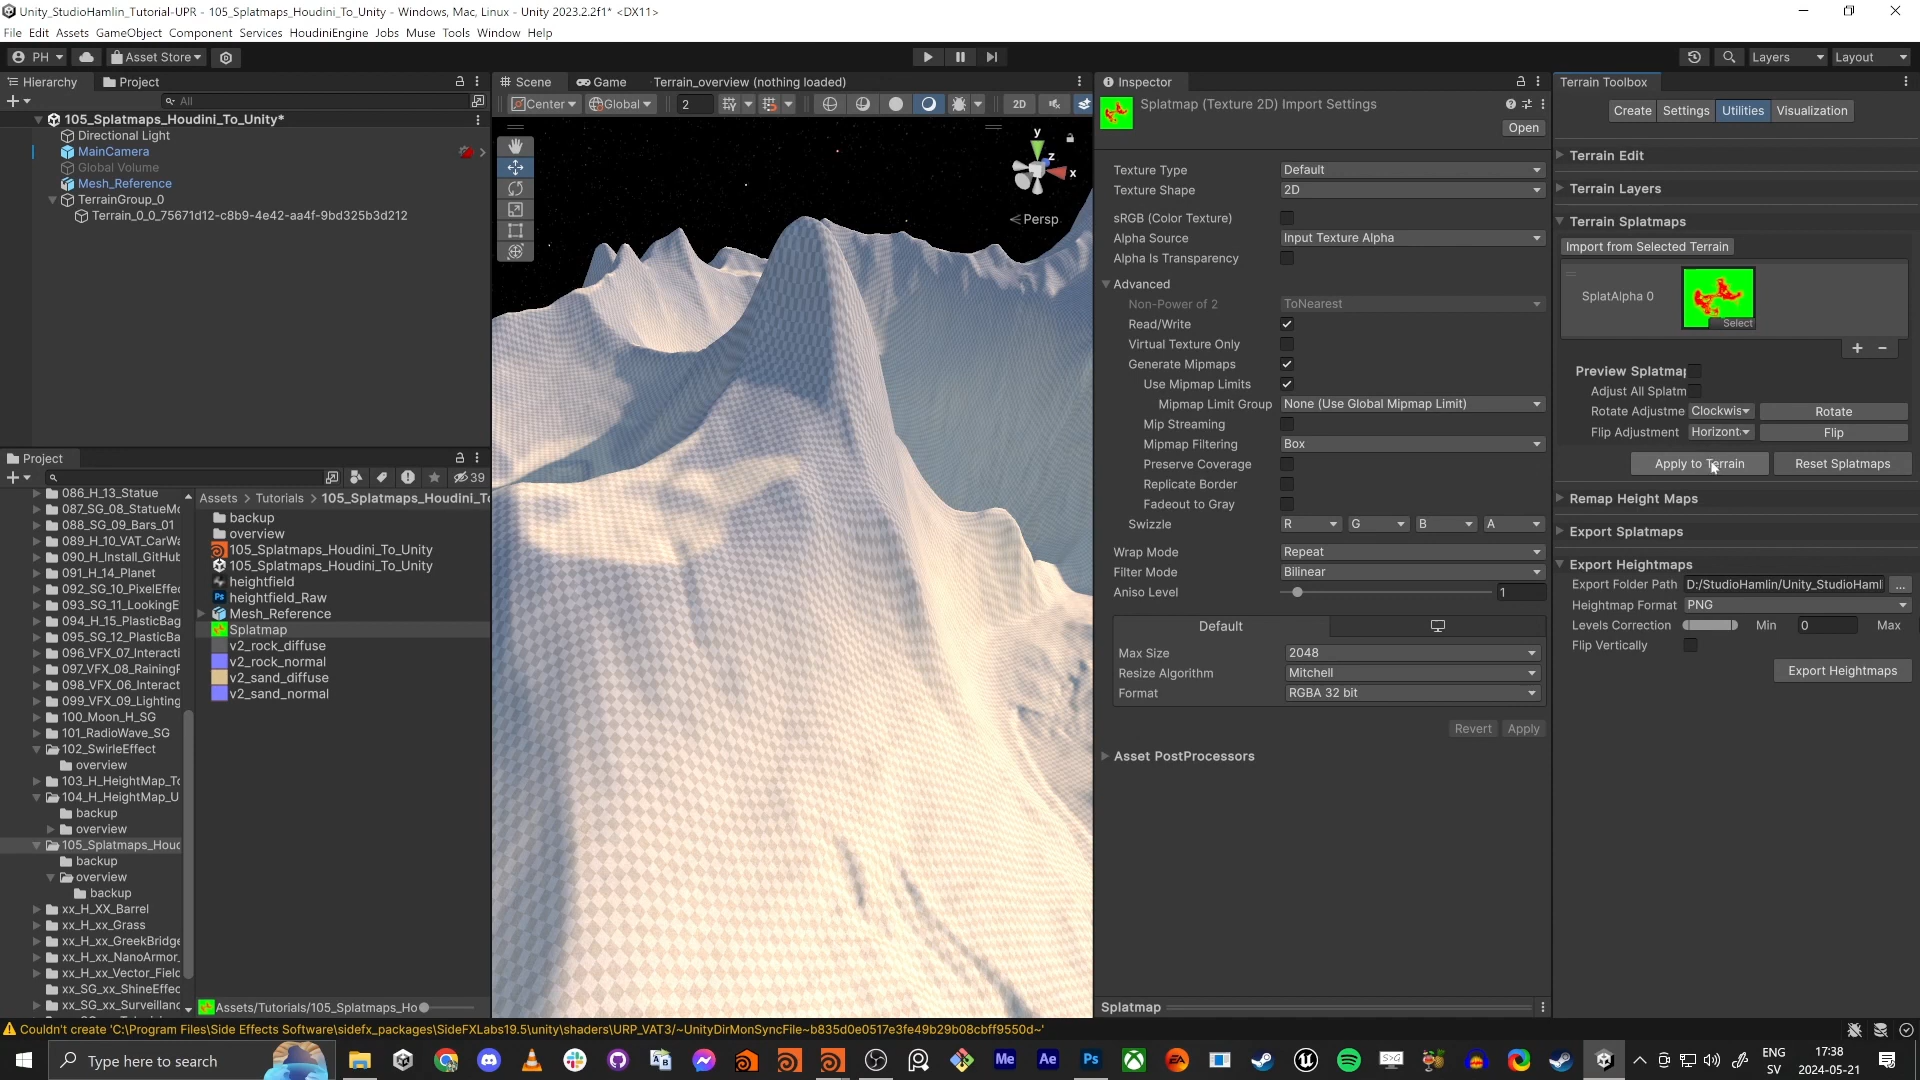 Unity_StudioHamlin_Tutorial-UPR - 105_Splatmaps_Houdini_To_Unity - Windows, Mac, Linux - Unity 2023.2.2f1* <DX11>
File Edit Assets GameObject Component Services HoudiniEngine Jobs Muse Tools Window Help
PH Asset Store Layers Layout
Hierarchy Project
All
105_Splatmaps_Houdini_To_Unity*
Directional Light
MainCamera
Global Volume
Mesh_Reference
TerrainGroup_0
Terrain_0_0_75671d12-c8b9-4e42-aa4f-9bd325b3d212
Project
39
086_H_13_Statue
087_SG_08_StatueMo
088_SG_09_Bars_01
089_H_10_VAT_CarWa
090_H_Install_GitHub
091_H_14_Planet
092_SG_10_PixelEffec
093_SG_11_LookingE
094_H_15_PlasticBag
095_SG_12_PlasticBa
096_VFX_07_Interacti
097_VFX_08_RainingF
098_VFX_06_Interact
099_VFX_09_Lighting
100_Moon_H_SG
101_RadioWave_SG
102_SwirleEffect
overview
103_H_HeightMap_To
104_H_HeightMap_U
backup
overview
105_Splatmaps_Houd
backup
overview
backup
xx_H_XX_Barrel
xx_H_xx_Grass
xx_H_xx_GreekBridge
xx_H_xx_NanoArmor_
xx_H_xx_Vector_Field
xx_SG_xx_ShineEffec
xx_SG_xx_Surveillanc
Assets > Tutorials > 105_Splatmaps_Houdini_To
backup
overview
105_Splatmaps_Houdini_To_Unity
105_Splatmaps_Houdini_To_Unity
heightfield
heightfield_Raw
Mesh_Reference
Splatmap
v2_rock_diffuse
v2_rock_normal
v2_sand_diffuse
v2_sand_normal
Assets/Tutorials/105_Splatmaps_Ho
Scene Game Terrain_overview (nothing loaded)
Center Global 2 2D
y
z
x
< Persp
Inspector
Splatmap (Texture 2D) Import Settings
Open
Texture Type Default
Texture Shape 2D
sRGB (Color Texture)
Alpha Source Input Texture Alpha
Alpha Is Transparency
Advanced
Non-Power of 2 ToNearest
Read/Write
Virtual Texture Only
Generate Mipmaps
Use Mipmap Limits
Mipmap Limit Group None (Use Global Mipmap Limit)
Mip Streaming
Mipmap Filtering Box
Preserve Coverage
Replicate Border
Fadeout to Gray
Swizzle R G B A
Wrap Mode Repeat
Filter Mode Bilinear
Aniso Level 1
Default
Max Size 2048
Resize Algorithm Mitchell
Format RGBA 32 bit
Revert Apply
Asset PostProcessors
Splatmap
Terrain Toolbox
Create Settings Utilities Visualization
Terrain Edit
Terrain Layers
Terrain Splatmaps
Import from Selected Terrain
SplatAlpha 0
Select
+ -
Preview Splatmap
Adjust All Splatm
Rotate Adjustme Clockwis Rotate
Flip Adjustment Horizont Flip
Apply to Terrain Reset Splatmaps
Remap Height Maps
Export Splatmaps
Export Heightmaps
Export Folder Path D:/StudioHamlin/Unity_StudioHamli ...
Heightmap Format PNG
Levels Correction Min 0 Max
Flip Vertically
Export Heightmaps
Couldn't create 'C:\Program Files\Side Effects Software\sidefx_packages\SideFXLabs19.5\unity\shaders\URP_VAT3/~UnityDirMonSyncFile~b835d0e0517e3fe49b29b08cbff9550d~'
Type here to search
Me Ae Ps EA S>G
ENG
SV
17:38
2024-05-21